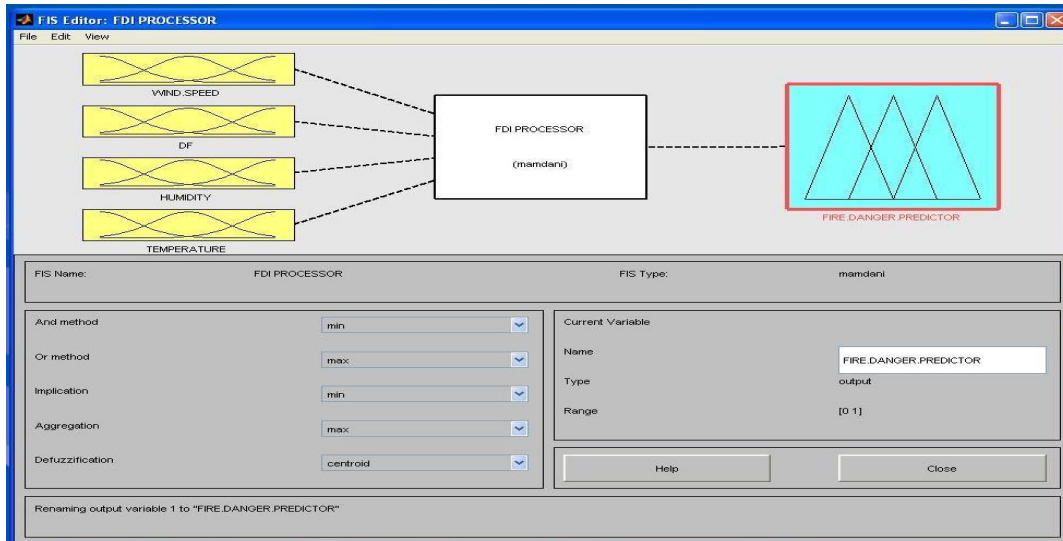 FIS Editor: FDI PROCESSOR
File Edit View
WIND.SPEED
DF
HUMIDITY
TEMPERATURE
FDI PROCESSOR
(mamdani)
FIRE.DANGER.PREDICTOR
FIS Name: FDI PROCESSOR FIS Type: mamdani
And method min
Or method max
Implication min
Aggregation max
Defuzzification centroid
Current Variable
Name FIRE.DANGER.PREDICTOR
Type output
Range [0 1]
Help Close
Renaming output variable 1 to "FIRE.DANGER.PREDICTOR"